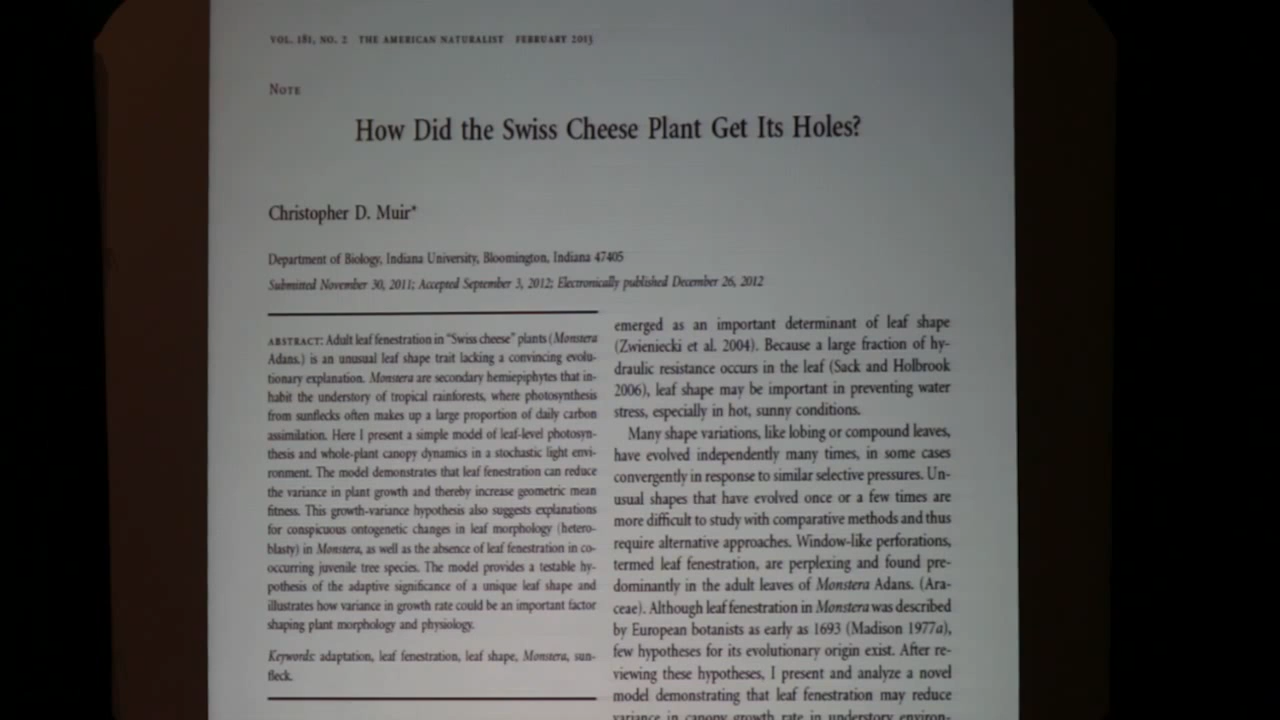 VOL. 181, NO. 2 THE AMERICAN NATURALIST FEBRUARY 2013
NOTE
How Did the Swiss Cheese Plant Get Its Holes?
Christopher D. Muir*
Department of Biology, Indiana University, Bloomington, Indiana 47405
Submitted November 30, 2011; Accepted September 3, 2012; Electronically published December 26, 2012
ABSTRACT: Adult leaf fenestration in “Swiss cheese” plants (Monstera
Adans.) is an unusual leaf shape trait lacking a convincing evolu-
tionary explanation. Monstera are secondary hemiepiphytes that in-
habit the understory of tropical rainforests, where photosynthesis
from sunflecks often makes up a large proportion of daily carbon
assimilation. Here I present a simple model of leaf-level photosyn-
thesis and whole-plant canopy dynamics in a stochastic light envi-
ronment. The model demonstrates that leaf fenestration can reduce
the variance in plant growth and thereby increase geometric mean
fitness. This growth-variance hypothesis also suggests explanations
for conspicuous ontogenetic changes in leaf morphology (hetero-
blasty) in Monstera, as well as the absence of leaf fenestration in co-
occurring juvenile tree species. The model provides a testable hy-
pothesis of the adaptive significance of a unique leaf shape and
illustrates how variance in growth rate could be an important factor
shaping plant morphology and physiology.
Keywords: adaptation, leaf fenestration, leaf shape, Monstera, sun-
fleck.
emerged as an important determinant of leaf shape
(Zwieniecki et al. 2004). Because a large fraction of hy-
draulic resistance occurs in the leaf (Sack and Holbrook
2006), leaf shape may be important in preventing water
stress, especially in hot, sunny conditions.
Many shape variations, like lobing or compound leaves,
have evolved independently many times, in some cases
convergently in response to similar selective pressures. Un-
usual shapes that have evolved once or a few times are
more difficult to study with comparative methods and thus
require alternative approaches. Window-like perforations,
termed leaf fenestration, are perplexing and found pre-
dominantly in the adult leaves of Monstera Adans. (Ara-
ceae). Although leaf fenestration in Monstera was described
by European botanists as early as 1693 (Madison 1977a),
few hypotheses for its evolutionary origin exist. After re-
viewing these hypotheses, I present and analyze a novel
model demonstrating that leaf fenestration may reduce
variance in canopy growth rate in understory environ-